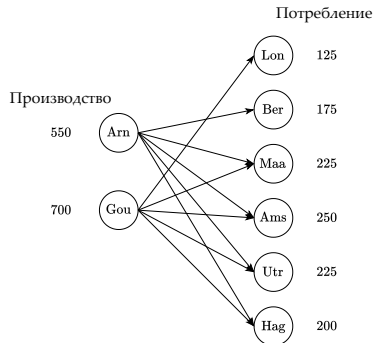 Потребление
Lon 125
Ber 175
Производство
550 Arn
Maa 225
700 Gou
Ams 250
Utr 225
Hag 200